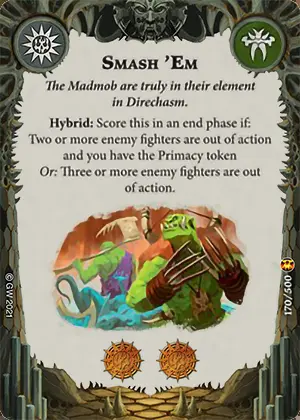 SMASH ’EM
The Madmob are truly in their element
in Direchasm.
Hybrid: Score this in an end phase if:
Two or more enemy fighters are out of action
and you have the Primacy token
Or: Three or more enemy fighters are out
of action.
© GW 2021
170/500